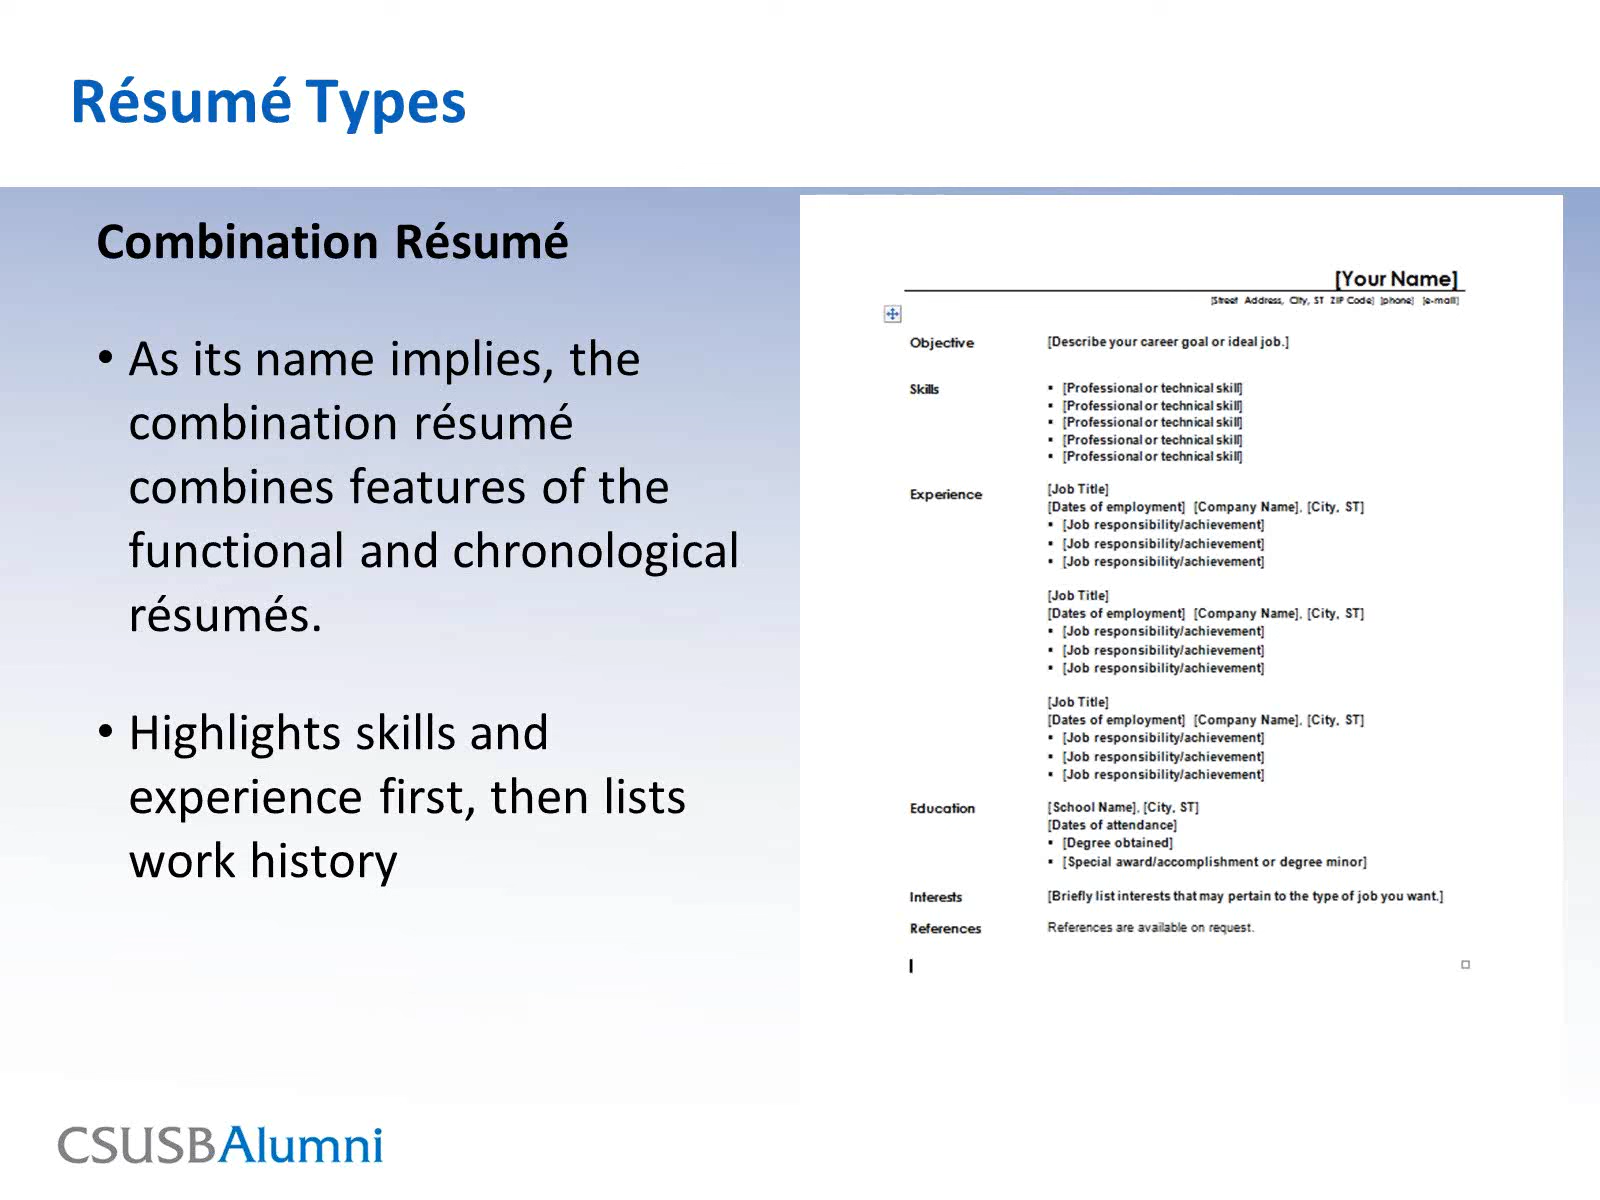 Résumé Types
Combination Résumé
• As its name implies, the
combination résumé
combines features of the
functional and chronological
résumés.
• Highlights skills and
experience first, then lists
work history
[Your Name]
[Street Address, City, ST ZIP Code] [phone] [e-mail]
Objective [Describe your career goal or ideal job.]
Skills ▪ [Professional or technical skill]
▪ [Professional or technical skill]
▪ [Professional or technical skill]
▪ [Professional or technical skill]
▪ [Professional or technical skill]
Experience [Job Title]
[Dates of employment] [Company Name], [City, ST]
▪ [Job responsibility/achievement]
▪ [Job responsibility/achievement]
▪ [Job responsibility/achievement]
[Job Title]
[Dates of employment] [Company Name], [City, ST]
▪ [Job responsibility/achievement]
▪ [Job responsibility/achievement]
▪ [Job responsibility/achievement]
[Job Title]
[Dates of employment] [Company Name], [City, ST]
▪ [Job responsibility/achievement]
▪ [Job responsibility/achievement]
▪ [Job responsibility/achievement]
Education [School Name], [City, ST]
[Dates of attendance]
▪ [Degree obtained]
▪ [Special award/accomplishment or degree minor]
Interests [Briefly list interests that may pertain to the type of job you want.]
References References are available on request.
CSUSBAlumni